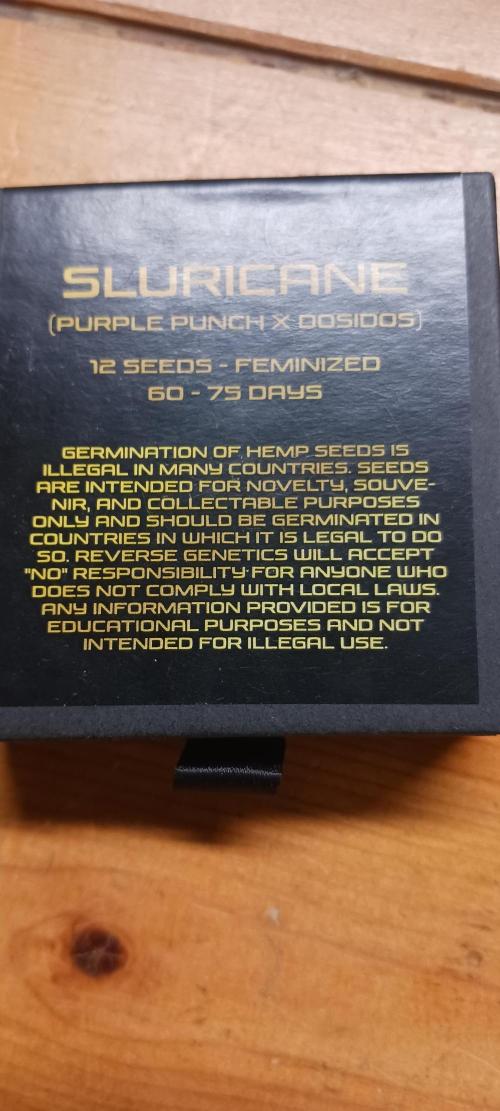 SLURICANE
(PURPLE PUNCH X DOSIDOS)
12 SEEDS - FEMINIZED
60 - 75 DAYS
GERMINATION OF HEMP SEEDS IS
ILLEGAL IN MANY COUNTRIES. SEEDS
ARE INTENDED FOR NOVELTY, SOUVE-
NIR, AND COLLECTABLE PURPOSES
ONLY AND SHOULD BE GERMINATED IN
COUNTRIES IN WHICH IT IS LEGAL TO DO
SO. REVERSE GENETICS WILL ACCEPT
"NO" RESPONSIBILITY FOR ANYONE WHO
DOES NOT COMPLY WITH LOCAL LAWS.
ANY INFORMATION PROVIDED IS FOR
EDUCATIONAL PURPOSES AND NOT
INTENDED FOR ILLEGAL USE.